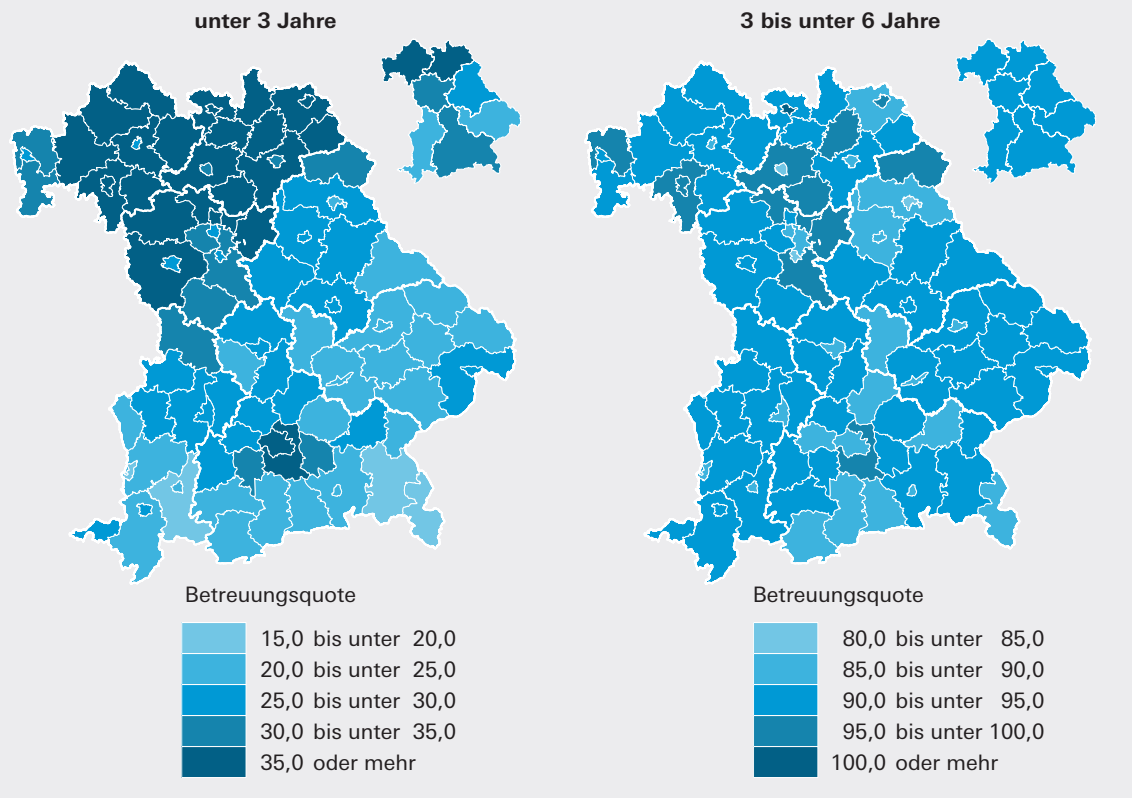 unter 3 Jahre
3 bis unter 6 Jahre
Betreuungsquote
15,0 bis unter 20,0
20,0 bis unter 25,0
25,0 bis unter 30,0
30,0 bis unter 35,0
35,0 oder mehr
Betreuungsquote
80,0 bis unter 85,0
85,0 bis unter 90,0
90,0 bis unter 95,0
95,0 bis unter 100,0
100,0 oder mehr